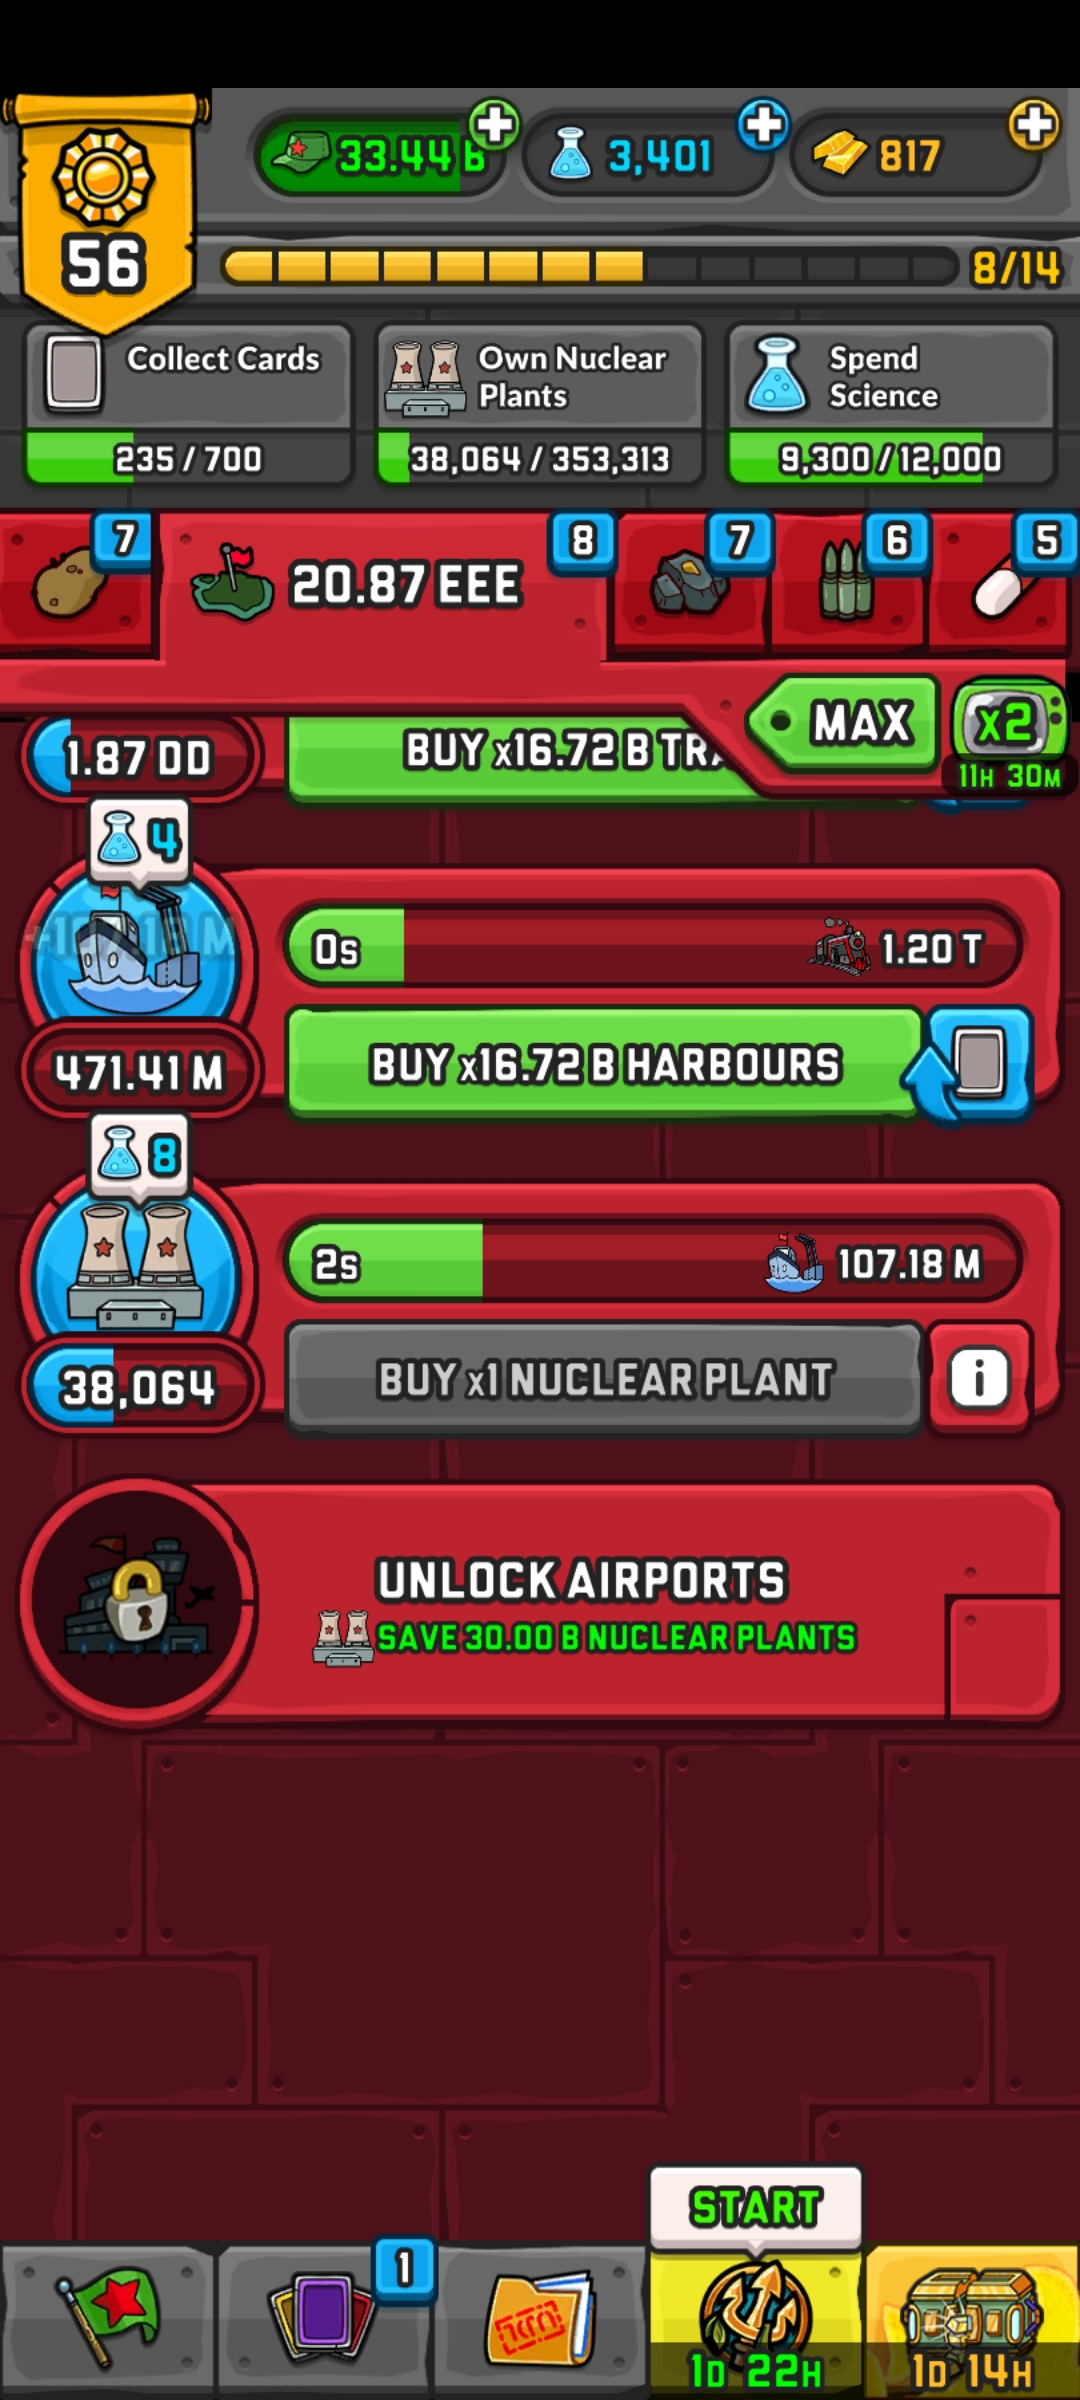 56
33.44 B
3,401
817
8/14
Collect Cards
235 / 700
Own Nuclear
Plants
38,064 / 353,313
Spend
Science
9,300 / 12,000
7
20.87 EEE
8
7
6
5
MAX
x2
11H 30M
1.87 DD
BUY x16.72 B
4
+107.18 M
0s
1.20 T
471.41 M
BUY x16.72 B HARBOURS
8
2s
107.18 M
38,064
BUY x1 NUCLEAR PLANT
i
UNLOCK AIRPORTS
SAVE 30.00 B NUCLEAR PLANTS
START
1
1D 22H
1D 14H